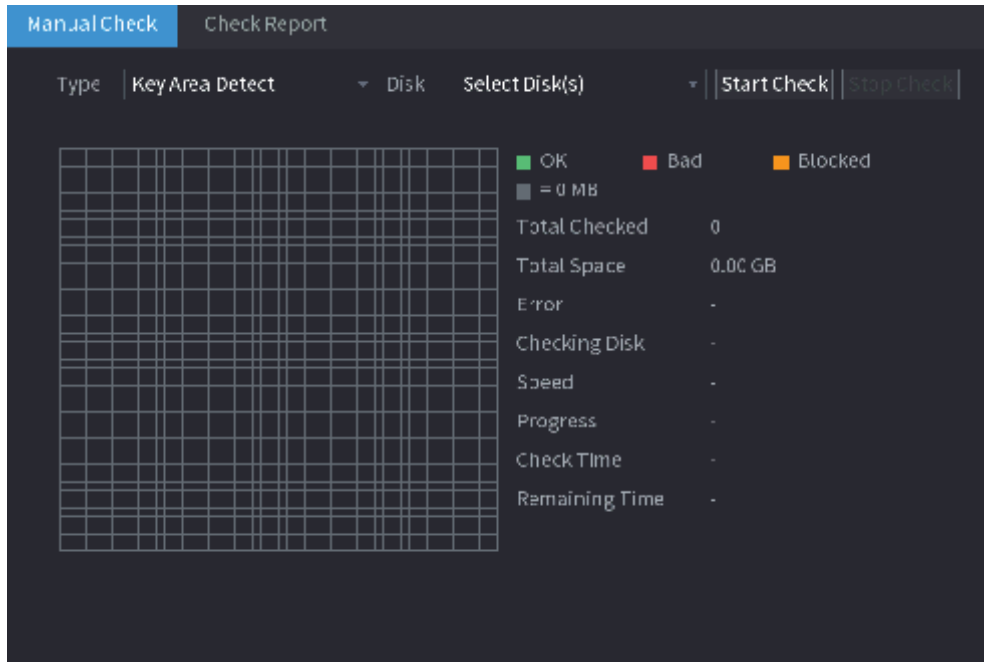 Manual Check Check Report
Type Key Area Detect Disk Select Disk(s) Start Check Stop Check
OK Bad Blocked
= 0 MB
Total Checked 0
Total Space 0.00 GB
Error -
Checking Disk -
Speed -
Progress -
Check Time -
Remaining Time -